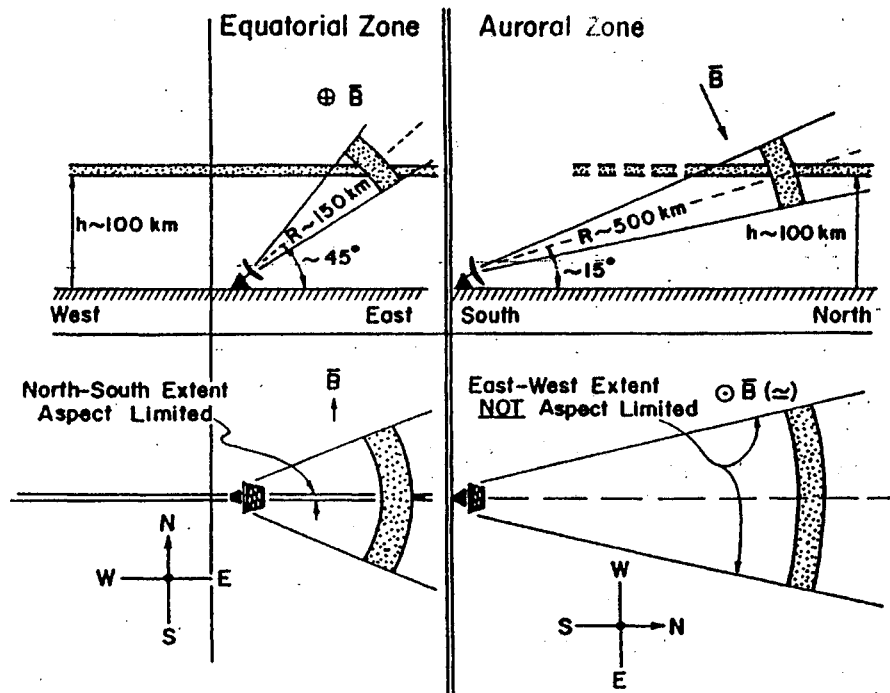 Equatorial Zone
⊕ B̅
R~150 km
h~100 km
~45°
West
East
Auroral Zone
B̅
R~500 km
h~100 km
~15°
South
North
North-South Extent
Aspect Limited
B̅
N
W
E
S
East-West Extent
NOT Aspect Limited
⊙ B̅ (≃)
W
S
N
E